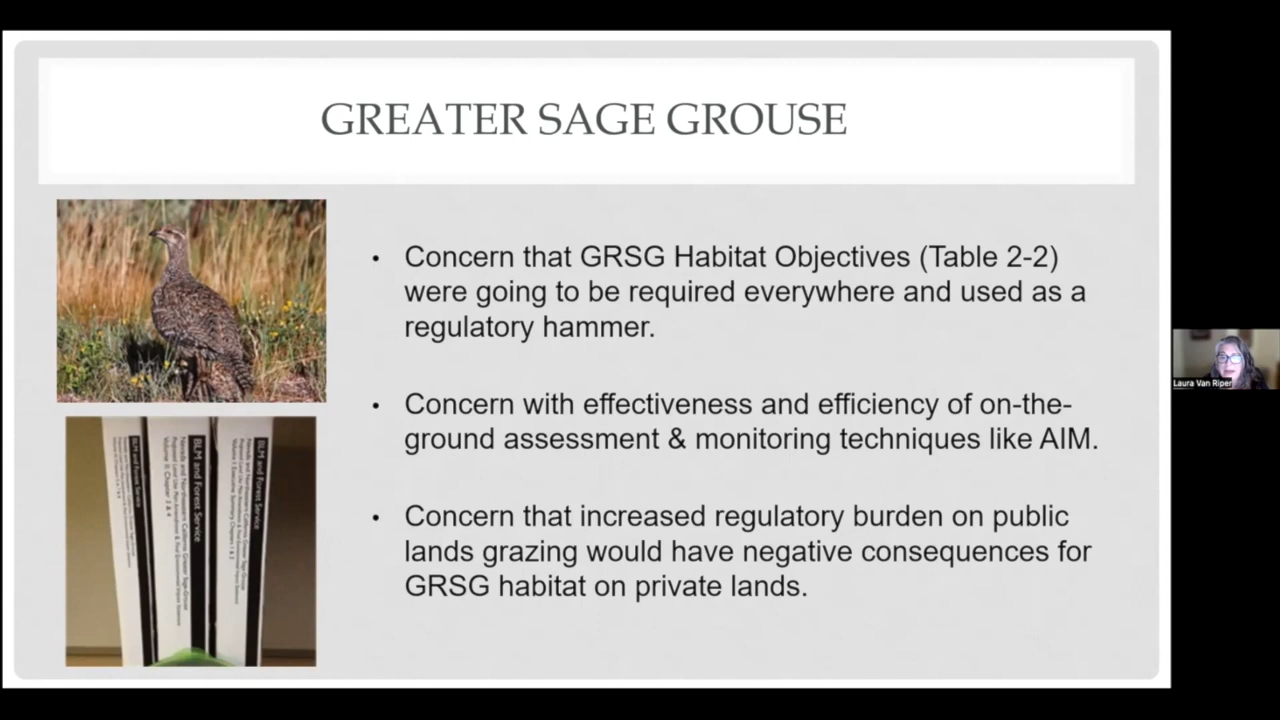 GREATER SAGE GROUSE
• Concern that GRSG Habitat Objectives (Table 2-2)
were going to be required everywhere and used as a
regulatory hammer.
• Concern with effectiveness and efficiency of on-the-
ground assessment & monitoring techniques like AIM.
• Concern that increased regulatory burden on public
lands grazing would have negative consequences for
GRSG habitat on private lands.
BLM and Forest Service
BLM and Forest Service
BLM and Forest Service
Laura Van Riper